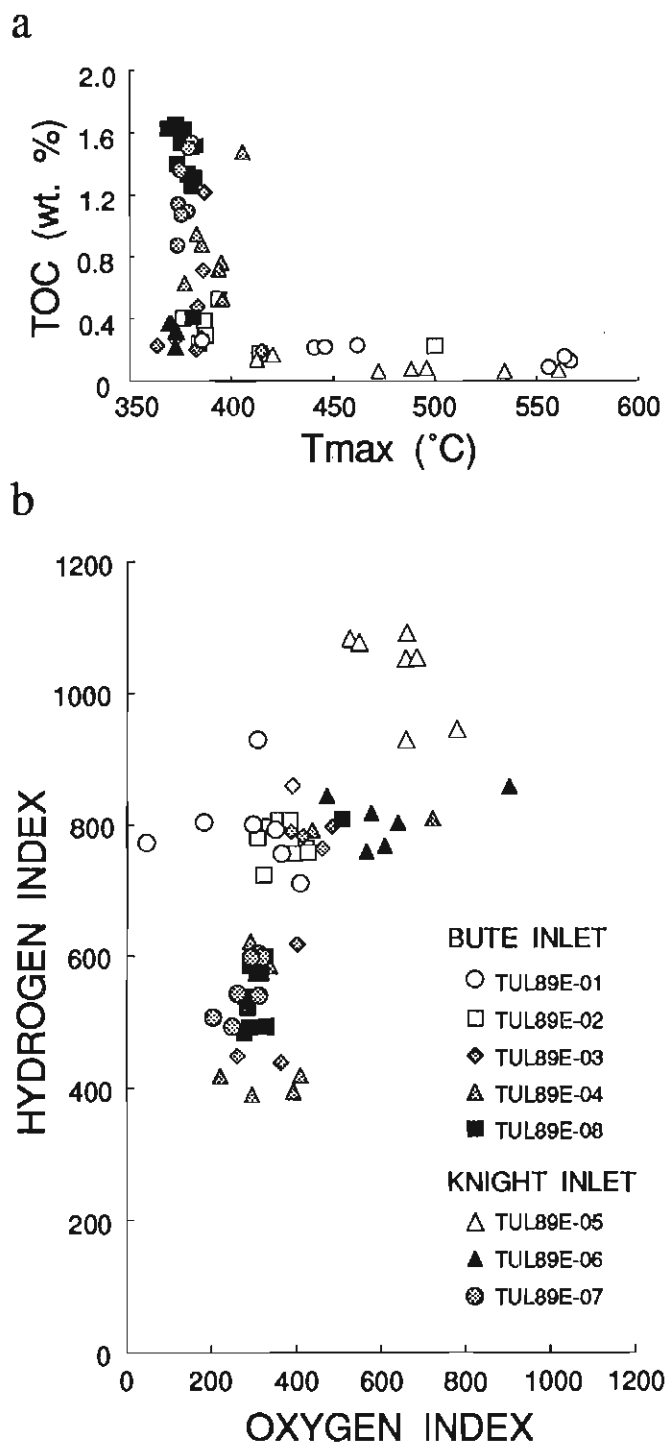 a
TOC (wt. %)
2.0
1.6
1.2
0.8
0.4
0
350 400 450 500 550 600
Tmax (°C)
b
HYDROGEN INDEX
1200
1000
800
600
400
200
0
BUTE INLET
TUL89E-01
TUL89E-02
TUL89E-03
TUL89E-04
TUL89E-08
KNIGHT INLET
TUL89E-05
TUL89E-06
TUL89E-07
0 200 400 600 800 1000 1200
OXYGEN INDEX